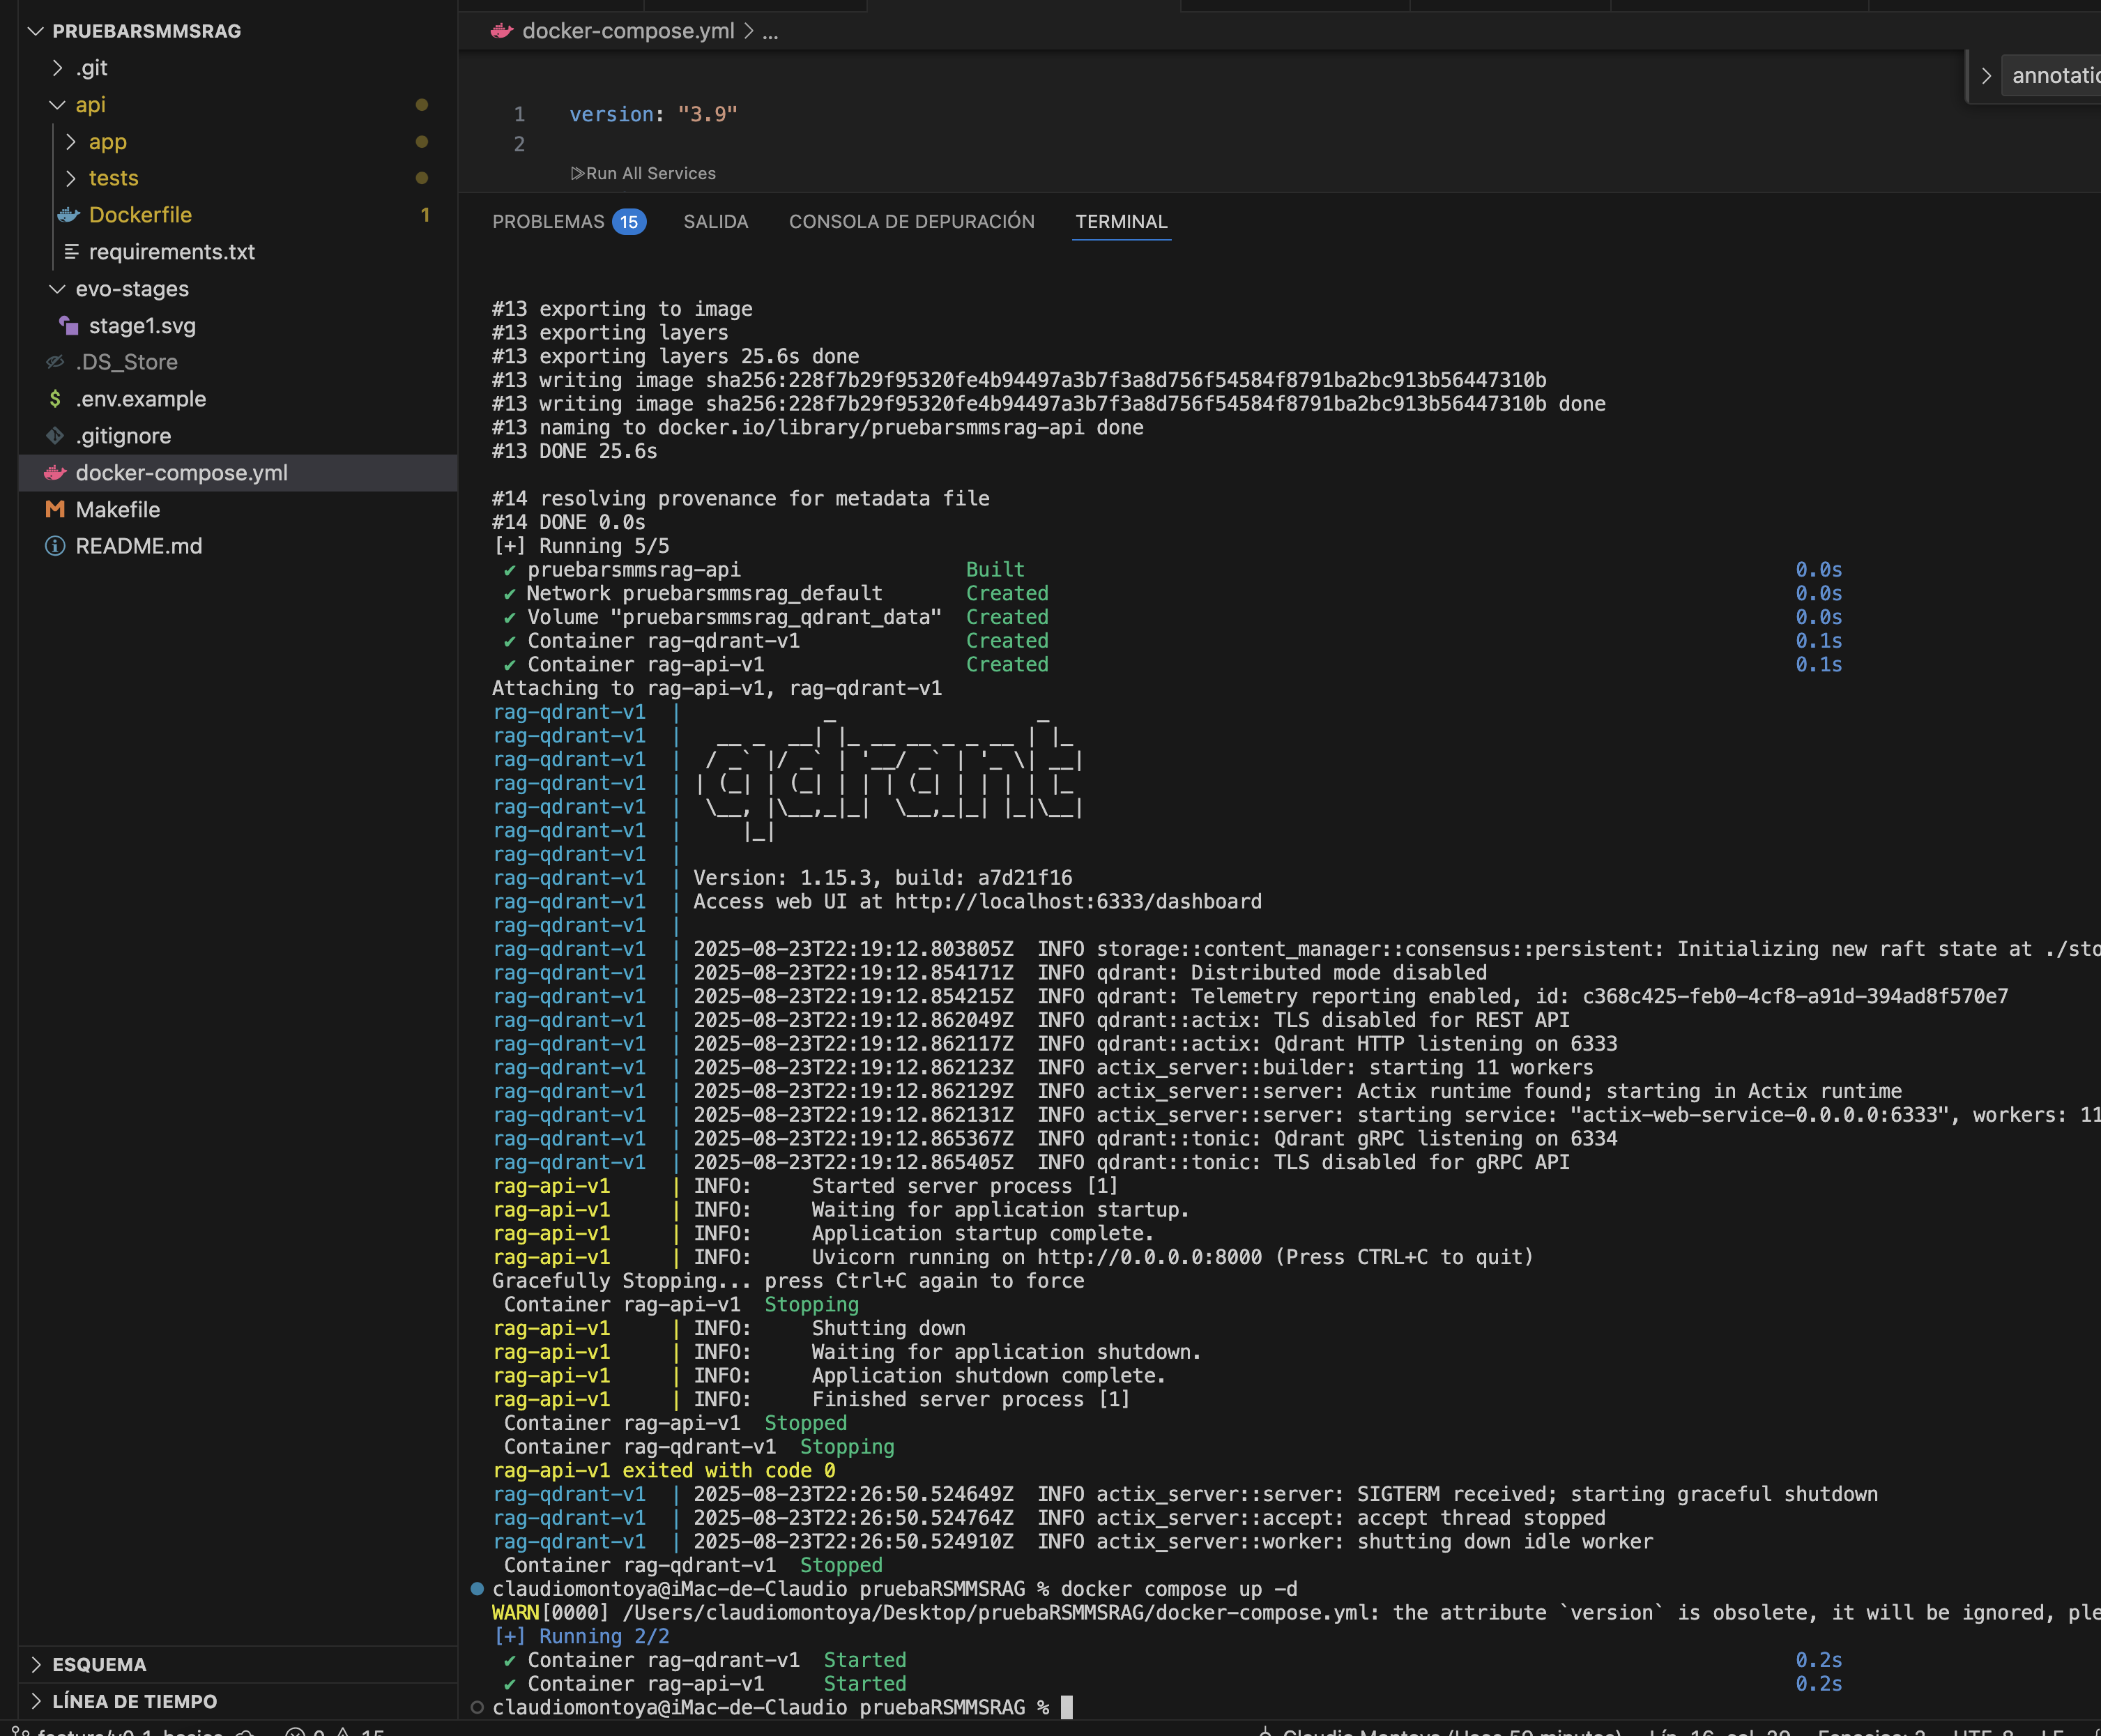 PRUEBARSMMSRAG
.git
api
app
tests
Dockerfile 1
requirements.txt
evo-stages
stage1.svg
.DS_Store
.env.example
.gitignore
docker-compose.yml
Makefile
README.md
ESQUEMA
LÍNEA DE TIEMPO
docker-compose.yml > ...
annotatio
1 version: "3.9"
2
Run All Services
PROBLEMAS 15 SALIDA CONSOLA DE DEPURACIÓN TERMINAL
#13 exporting to image
#13 exporting layers
#13 exporting layers 25.6s done
#13 writing image sha256:228f7b29f95320fe4b94497a3b7f3a8d756f54584f8791ba2bc913b56447310b
#13 writing image sha256:228f7b29f95320fe4b94497a3b7f3a8d756f54584f8791ba2bc913b56447310b done
#13 naming to docker.io/library/pruebarsmmsrag-api done
#13 DONE 25.6s
#14 resolving provenance for metadata file
#14 DONE 0.0s
[+] Running 5/5
✔ pruebarsmmsrag-api Built 0.0s
✔ Network pruebarsmmsrag_default Created 0.0s
✔ Volume "pruebarsmmsrag_qdrant_data" Created 0.0s
✔ Container rag-qdrant-v1 Created 0.1s
✔ Container rag-api-v1 Created 0.1s
Attaching to rag-api-v1, rag-qdrant-v1
rag-qdrant-v1 |            _                 _
rag-qdrant-v1 |   __ _  __| |_ __ __ _ _ __ | |_
rag-qdrant-v1 |  / _` |/ _` | '__/ _` | '_ \| __|
rag-qdrant-v1 | | (_| | (_| | | | (_| | | | | |_
rag-qdrant-v1 |  \__, |\__,_|_|  \__,_|_| |_|\__|
rag-qdrant-v1 |     |_|
rag-qdrant-v1 |
rag-qdrant-v1 | Version: 1.15.3, build: a7d21f16
rag-qdrant-v1 | Access web UI at http://localhost:6333/dashboard
rag-qdrant-v1 |
rag-qdrant-v1 | 2025-08-23T22:19:12.803805Z INFO storage::content_manager::consensus::persistent: Initializing new raft state at ./sto
rag-qdrant-v1 | 2025-08-23T22:19:12.854171Z INFO qdrant: Distributed mode disabled
rag-qdrant-v1 | 2025-08-23T22:19:12.854215Z INFO qdrant: Telemetry reporting enabled, id: c368c425-feb0-4cf8-a91d-394ad8f570e7
rag-qdrant-v1 | 2025-08-23T22:19:12.862049Z INFO qdrant::actix: TLS disabled for REST API
rag-qdrant-v1 | 2025-08-23T22:19:12.862117Z INFO qdrant::actix: Qdrant HTTP listening on 6333
rag-qdrant-v1 | 2025-08-23T22:19:12.862123Z INFO actix_server::builder: starting 11 workers
rag-qdrant-v1 | 2025-08-23T22:19:12.862129Z INFO actix_server::server: Actix runtime found; starting in Actix runtime
rag-qdrant-v1 | 2025-08-23T22:19:12.862131Z INFO actix_server::server: starting service: "actix-web-service-0.0.0.0:6333", workers: 11
rag-qdrant-v1 | 2025-08-23T22:19:12.865367Z INFO qdrant::tonic: Qdrant gRPC listening on 6334
rag-qdrant-v1 | 2025-08-23T22:19:12.865405Z INFO qdrant::tonic: TLS disabled for gRPC API
rag-api-v1 | INFO: Started server process [1]
rag-api-v1 | INFO: Waiting for application startup.
rag-api-v1 | INFO: Application startup complete.
rag-api-v1 | INFO: Uvicorn running on http://0.0.0.0:8000 (Press CTRL+C to quit)
Gracefully Stopping... press Ctrl+C again to force
Container rag-api-v1 Stopping
rag-api-v1 | INFO: Shutting down
rag-api-v1 | INFO: Waiting for application shutdown.
rag-api-v1 | INFO: Application shutdown complete.
rag-api-v1 | INFO: Finished server process [1]
Container rag-api-v1 Stopped
Container rag-qdrant-v1 Stopping
rag-api-v1 exited with code 0
rag-qdrant-v1 | 2025-08-23T22:26:50.524649Z INFO actix_server::server: SIGTERM received; starting graceful shutdown
rag-qdrant-v1 | 2025-08-23T22:26:50.524764Z INFO actix_server::accept: accept thread stopped
rag-qdrant-v1 | 2025-08-23T22:26:50.524910Z INFO actix_server::worker: shutting down idle worker
Container rag-qdrant-v1 Stopped
claudiomontoya@iMac-de-Claudio pruebaRSMMSRAG % docker compose up -d
WARN[0000] /Users/claudiomontoya/Desktop/pruebaRSMMSRAG/docker-compose.yml: the attribute `version` is obsolete, it will be ignored, ple
[+] Running 2/2
✔ Container rag-qdrant-v1 Started 0.2s
✔ Container rag-api-v1 Started 0.2s
claudiomontoya@iMac-de-Claudio pruebaRSMMSRAG %